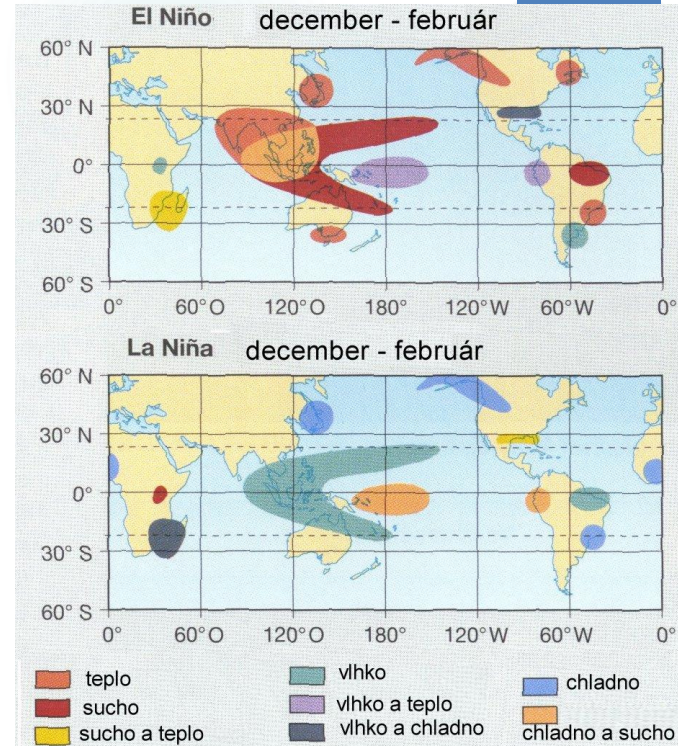 El Niño december - február
60° N
30° N
0°
30° S
60° S
0° 60° O 120° O 180° 120° W 60° W 0°
La Niña december - február
60° N
30° N
0°
30° S
60° S
0° 60° O 120° O 180° 120° W 60° W 0°
teplo
sucho
sucho a teplo
vlhko
vlhko a teplo
vlhko a chladno
chladno
chladno a sucho